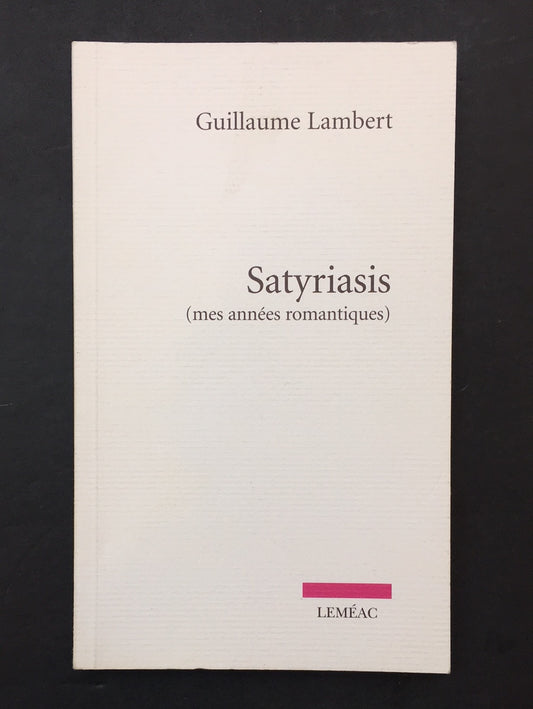 Guillaume Lambert
Satyriasis
(mes années romantiques)
LEMÉAC